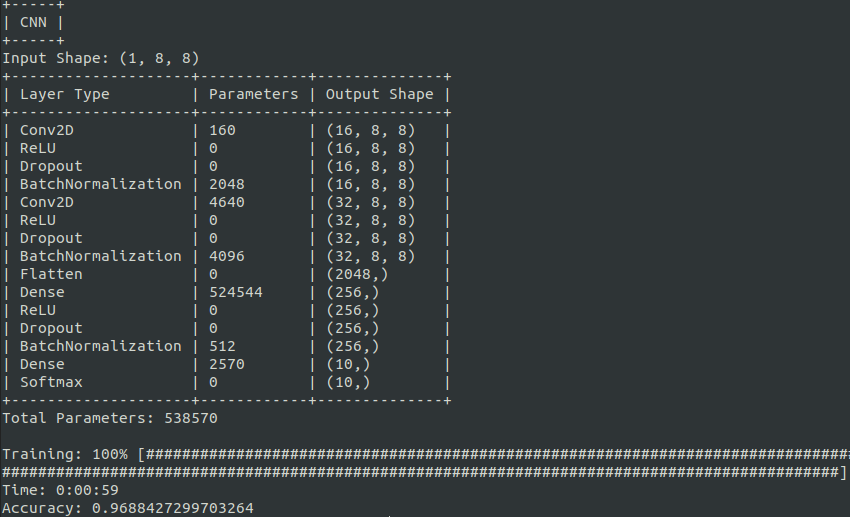 +-----+
| CNN |
+-----+
Input Shape: (1, 8, 8)
+--------------------+------------+--------------+
| Layer Type         | Parameters | Output Shape |
+--------------------+------------+--------------+
| Conv2D             | 160        | (16, 8, 8)   |
| ReLU               | 0          | (16, 8, 8)   |
| Dropout            | 0          | (16, 8, 8)   |
| BatchNormalization | 2048       | (16, 8, 8)   |
| Conv2D             | 4640       | (32, 8, 8)   |
| ReLU               | 0          | (32, 8, 8)   |
| Dropout            | 0          | (32, 8, 8)   |
| BatchNormalization | 4096       | (32, 8, 8)   |
| Flatten            | 0          | (2048,)      |
| Dense              | 524544     | (256,)       |
| ReLU               | 0          | (256,)       |
| Dropout            | 0          | (256,)       |
| BatchNormalization | 512        | (256,)       |
| Dense              | 2570       | (10,)        |
| Softmax            | 0          | (10,)        |
+--------------------+------------+--------------+
Total Parameters: 538570

Training: 100% [##############################################################################
#############################################################################################]
Time: 0:00:59
Accuracy: 0.9688427299703264